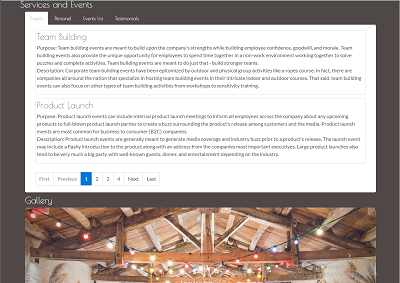 Services and Events
Events Personal Events List Testimonials
Team Building
Purpose: Team building events are meant to build upon the company's strengths while building employee confidence, goodwill, and morale. Team
building events also provide the unique opportunity for employees to spend time together in a non-work environment working together to solve
puzzles and complete activities. Team building events are meant to do just that - build stronger teams.
Description: Corporate team building events have been epitomized by outdoor and physical group activities like a ropes course. In fact, there are
companies all around the nation that specialize in hosting team building events in their intricate indoor and outdoor courses. That said, team building
events can also focus on other types of team building activities from workshops to sensitivity training.
Product Launch
Purpose: Product launch events can include internal product launch meetings to inform all employees across the company about any upcoming
products to full-blown product launch parties to create a buzz surrounding the product's release among customers and the media. Product launch
events are most common for business to consumer (B2C) companies.
Description: Product launch events are generally meant to generate media coverage and industry buzz prior to a product's release. The launch event
may include a flashy introduction to the product along with an address from the companies most important executives. Large product launches also
tend to be very much a big party with well-known guests, dinner, and entertainment depending on the industry.
First Previous 1 2 3 4 Next Last
Gallery